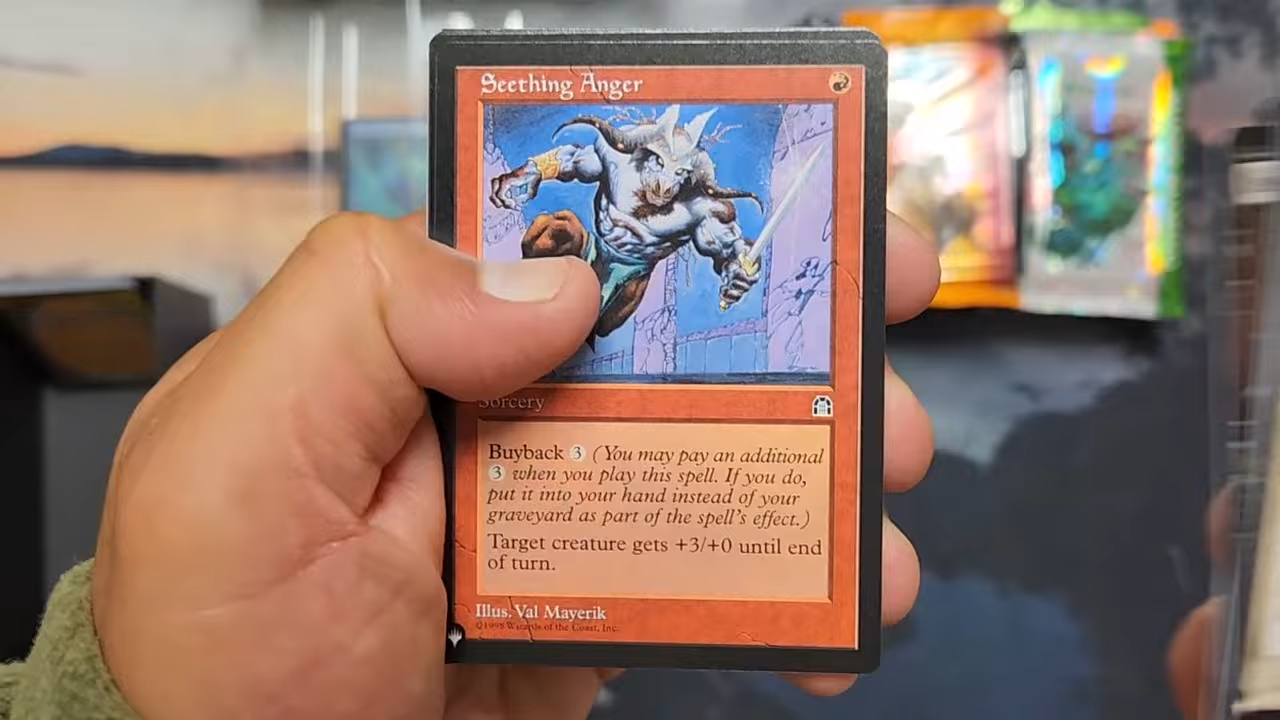 Seething Anger
Sorcery
Buyback 3 (You may pay an additional
3 when you play this spell. If you do,
put it into your hand instead of your
graveyard as part of the spell's effect.)
Target creature gets +3/+0 until end
of turn.
Illus. Val Mayerik
©1998 Wizards of the Coast, Inc.